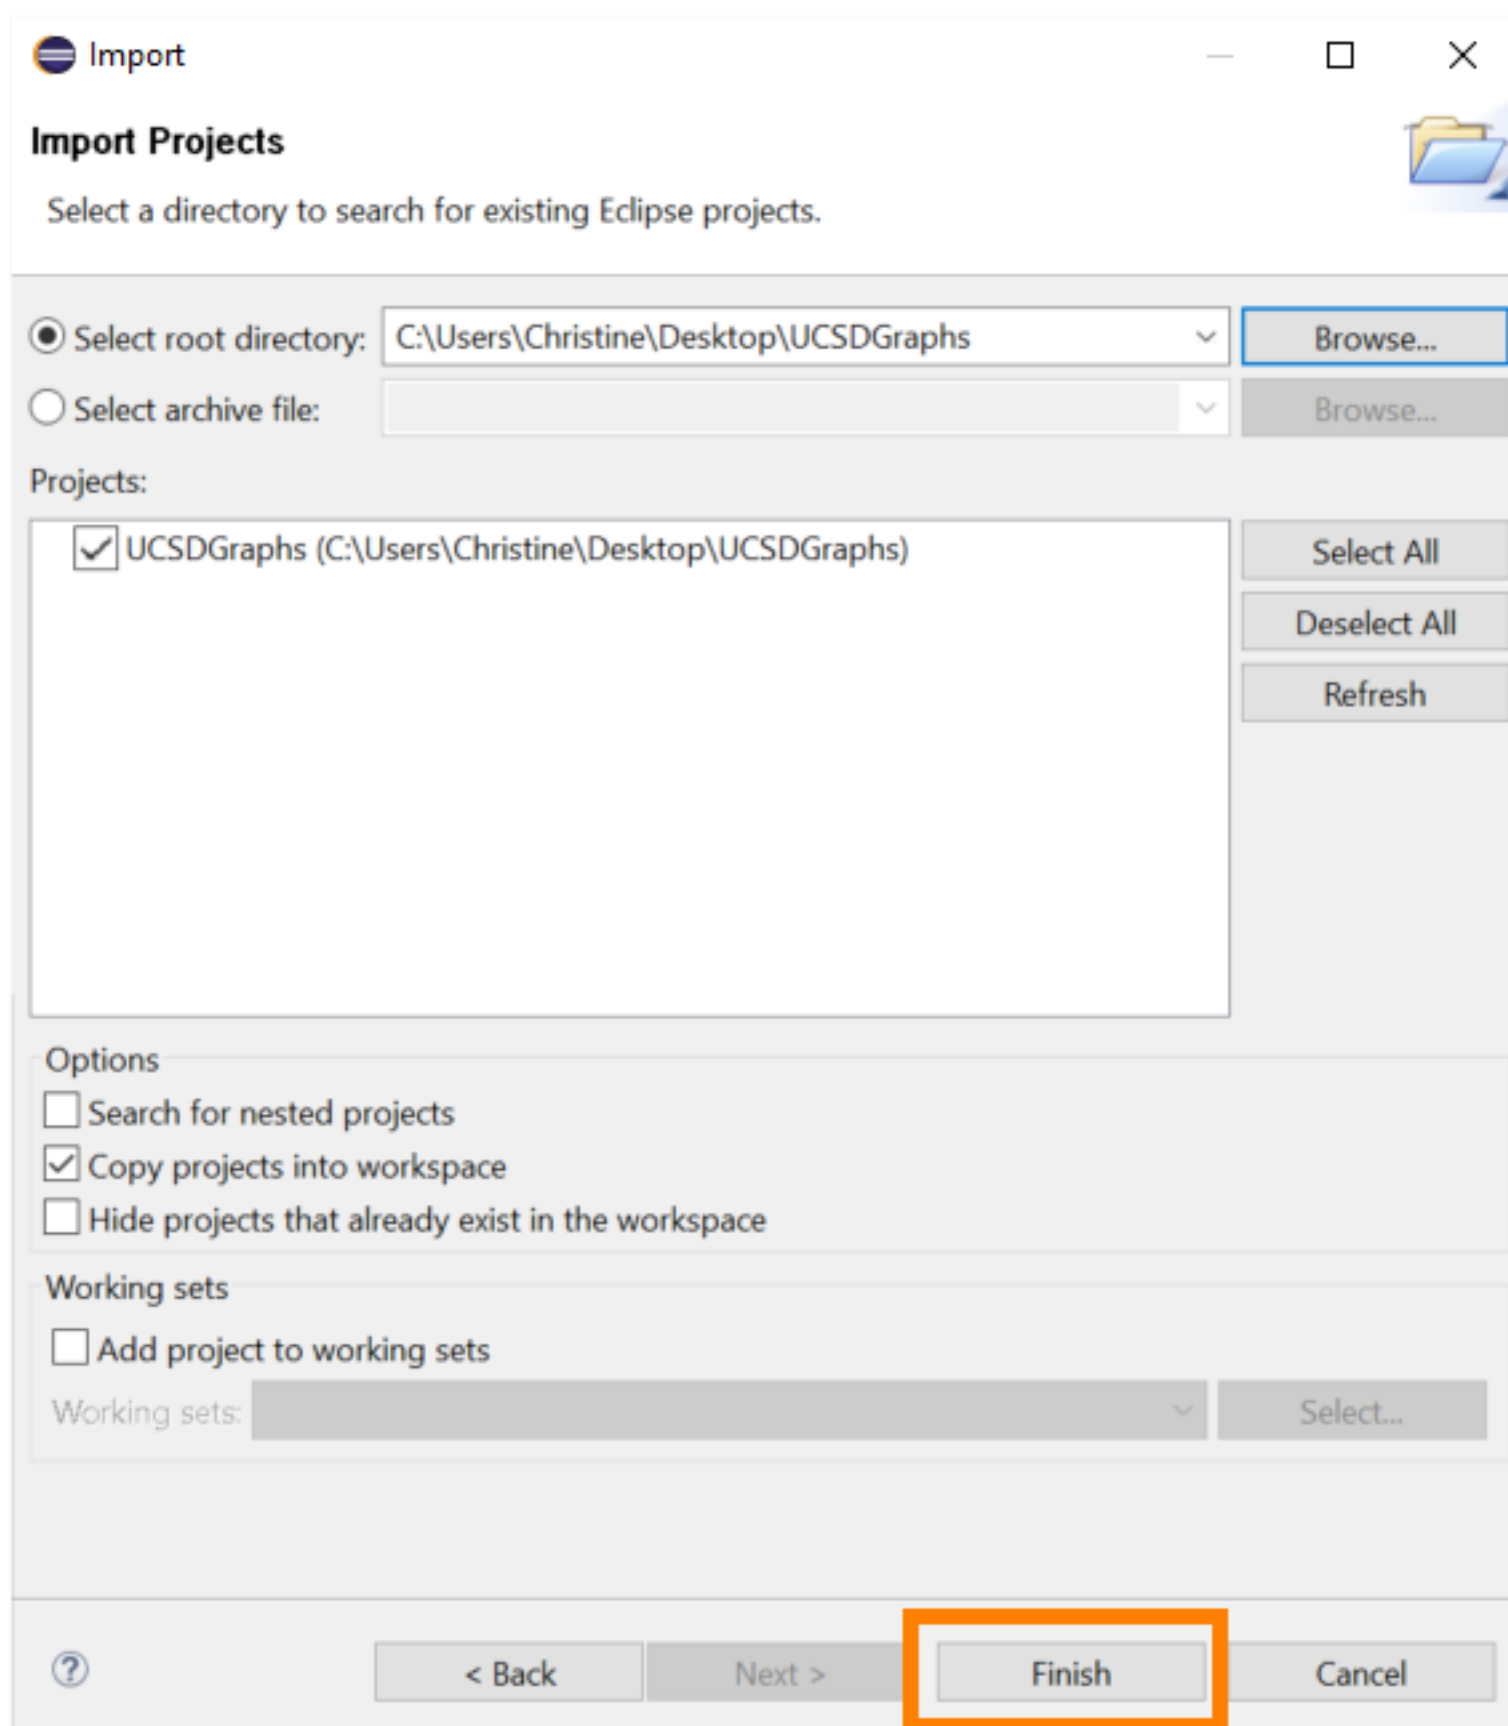 Import
Import Projects
Select a directory to search for existing Eclipse projects.
Select root directory: C:\Users\Christine\Desktop\UCSDGraphs Browse...
Select archive file: Browse...
Projects:
UCSDGraphs (C:\Users\Christine\Desktop\UCSDGraphs) Select All
Deselect All
Refresh
Options
Search for nested projects
Copy projects into workspace
Hide projects that already exist in the workspace
Working sets
Add project to working sets
Working sets: Select...
? < Back Next > Finish Cancel